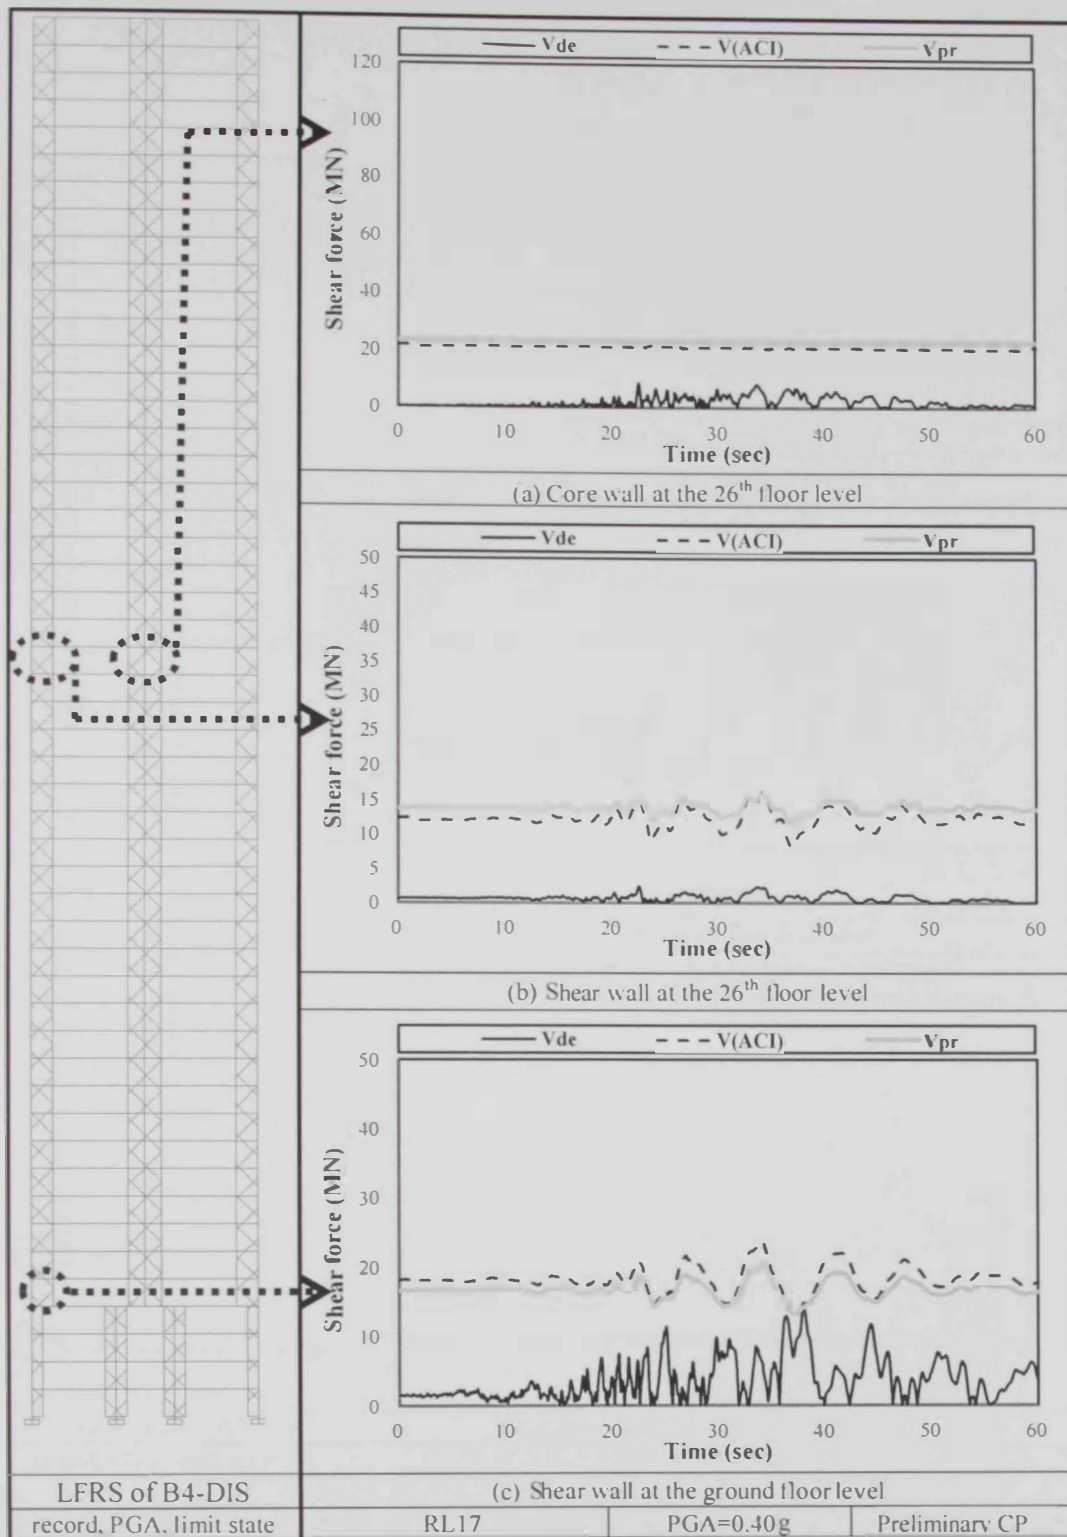 Vde V(ACI) Vpr
Shear force (MN)
120
100
80
60
40
20
0
0 10 20 30 40 50 60
Time (sec)
(a) Core wall at the 26th floor level
Vde V(ACI) Vpr
Shear force (MN)
50
45
40
35
30
25
20
15
10
5
0
0 10 20 30 40 50 60
Time (sec)
(b) Shear wall at the 26th floor level
Vde V(ACI) Vpr
Shear force (MN)
50
40
30
20
10
0
0 10 20 30 40 50 60
Time (sec)
LFRS of B4-DIS
(c) Shear wall at the ground floor level
record, PGA, limit state RL17 PGA=0.40g Preliminary CP